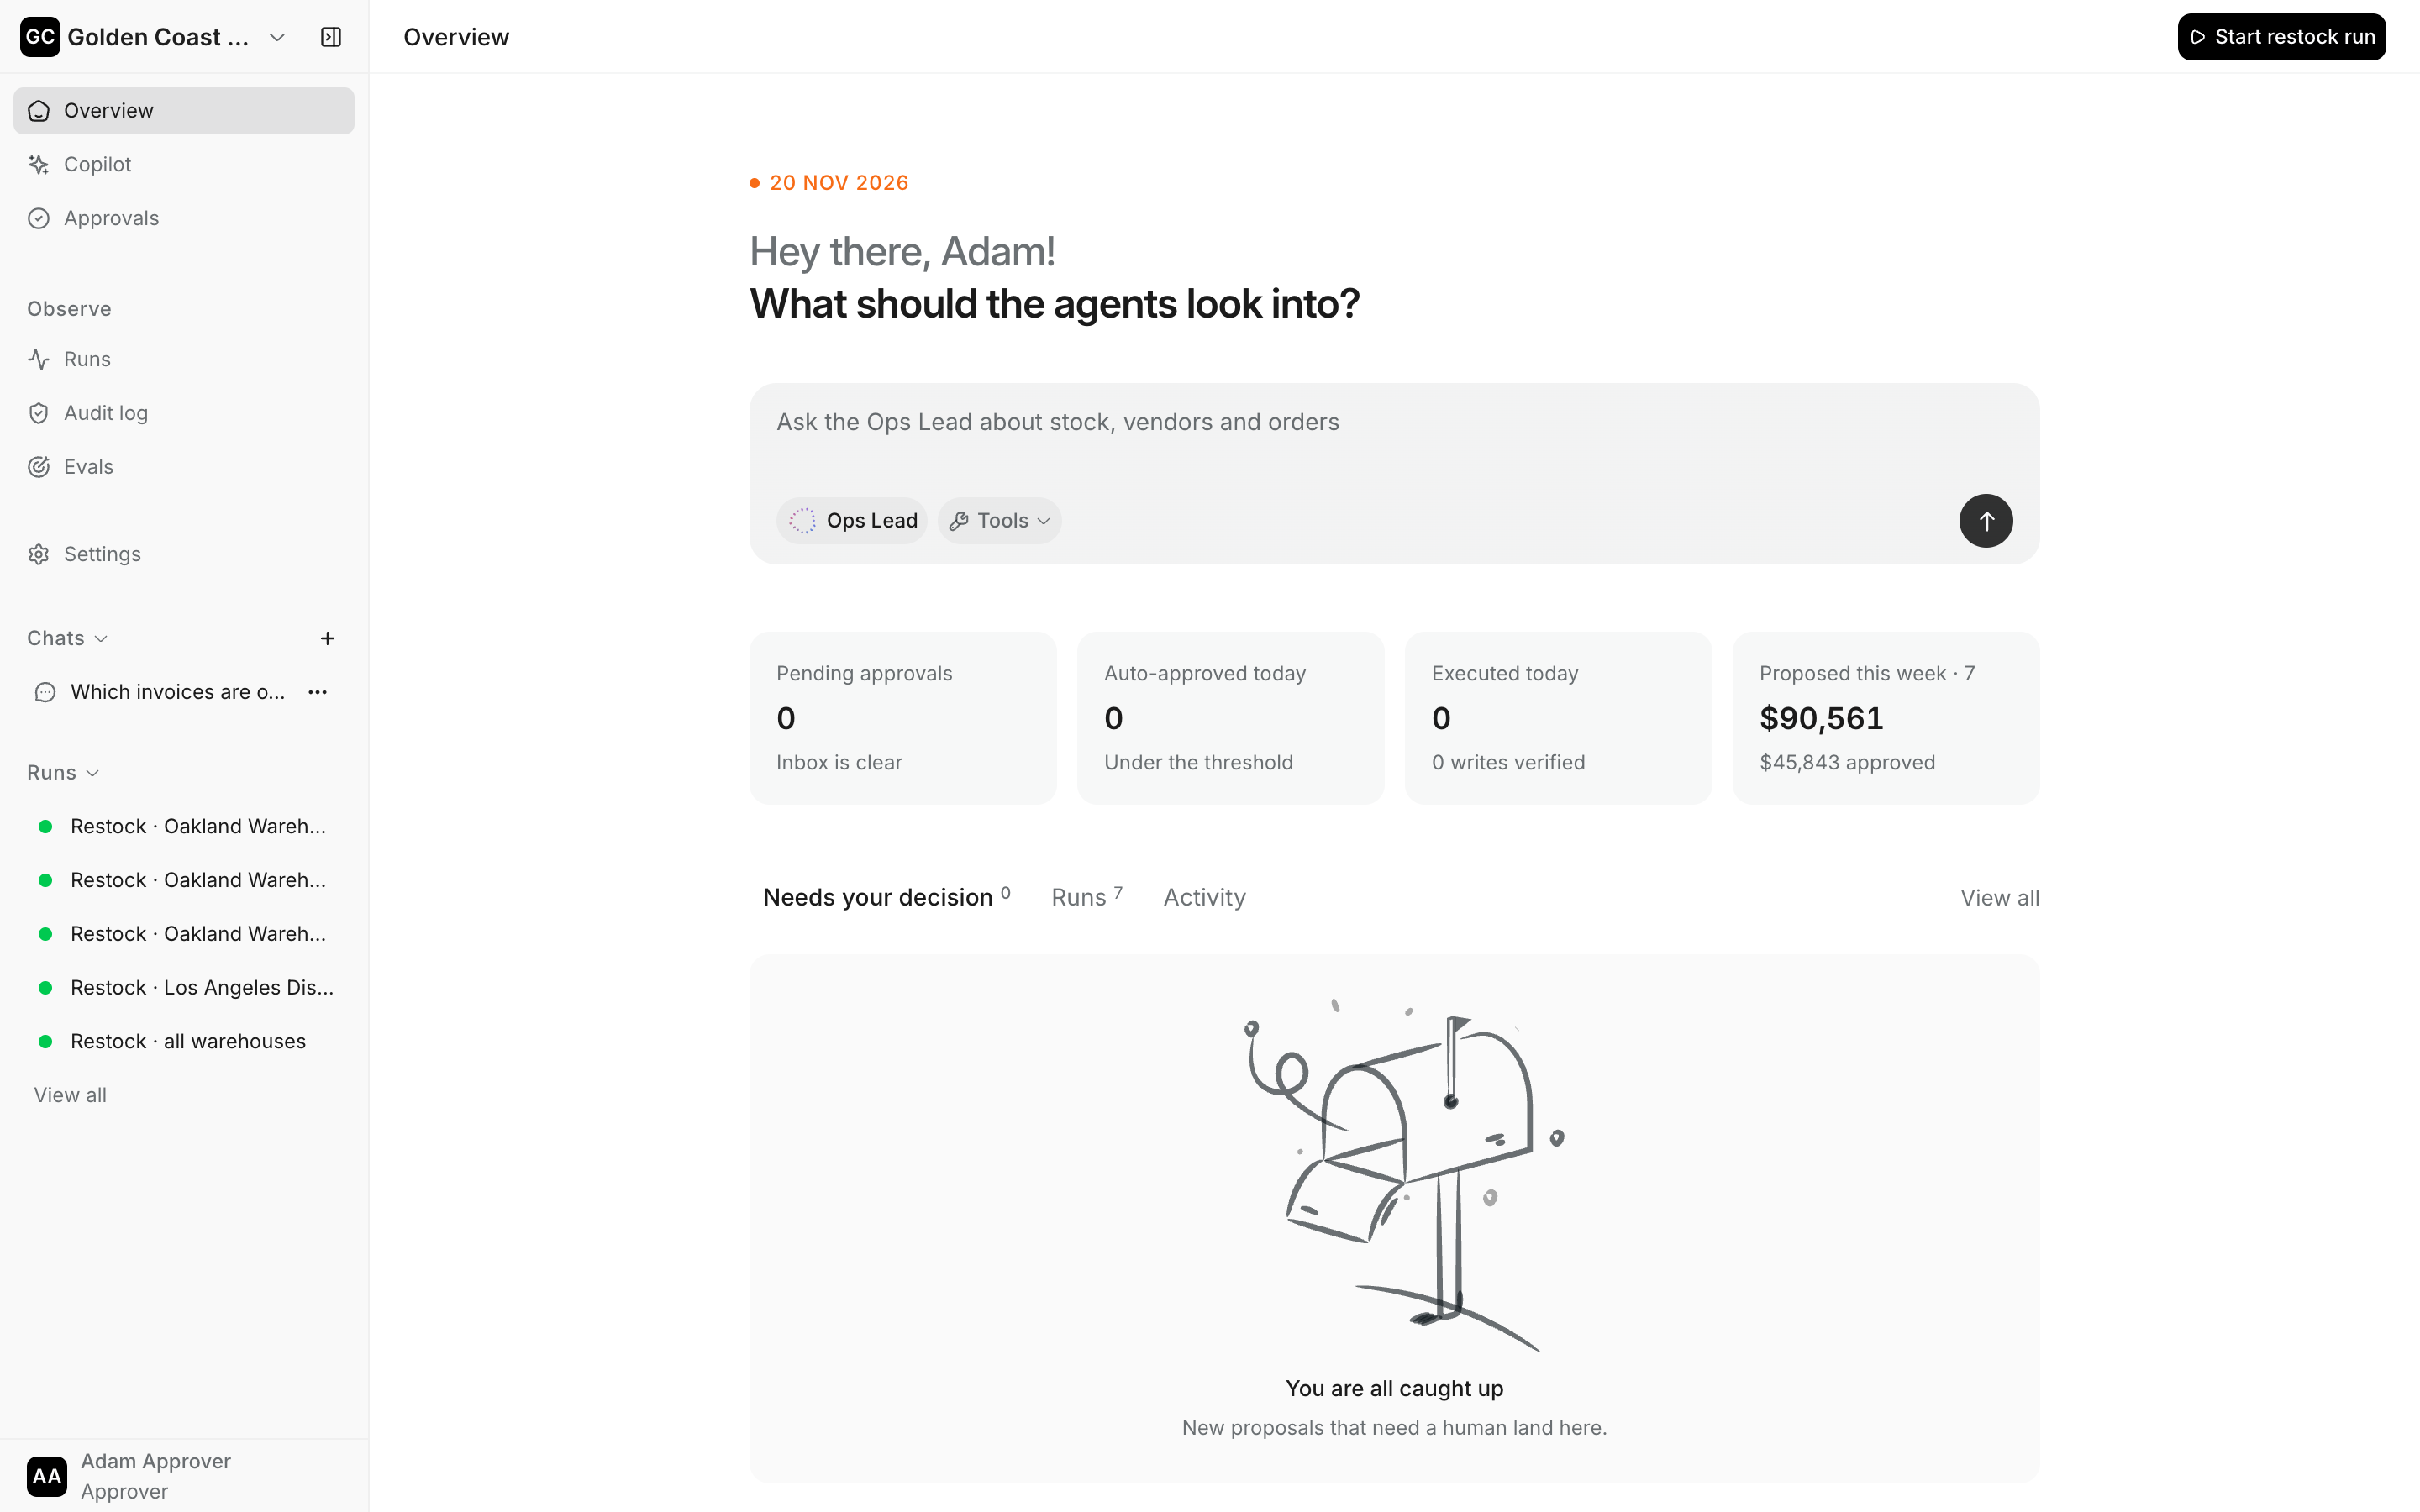 GC Golden Coast ...
Overview
Start restock run
Overview
Copilot
Approvals
Observe
Runs
Audit log
Evals
Settings
Chats
Which invoices are o...
Runs
Restock · Oakland Wareh...
Restock · Oakland Wareh...
Restock · Oakland Wareh...
Restock · Los Angeles Dis...
Restock · all warehouses
View all
AA
Adam Approver
Approver
20 NOV 2026
Hey there, Adam!
What should the agents look into?
Ask the Ops Lead about stock, vendors and orders
Ops Lead
Tools
Pending approvals
0
Inbox is clear
Auto-approved today
0
Under the threshold
Executed today
0
0 writes verified
Proposed this week · 7
$90,561
$45,843 approved
Needs your decision 0
Runs 7
Activity
View all
You are all caught up
New proposals that need a human land here.